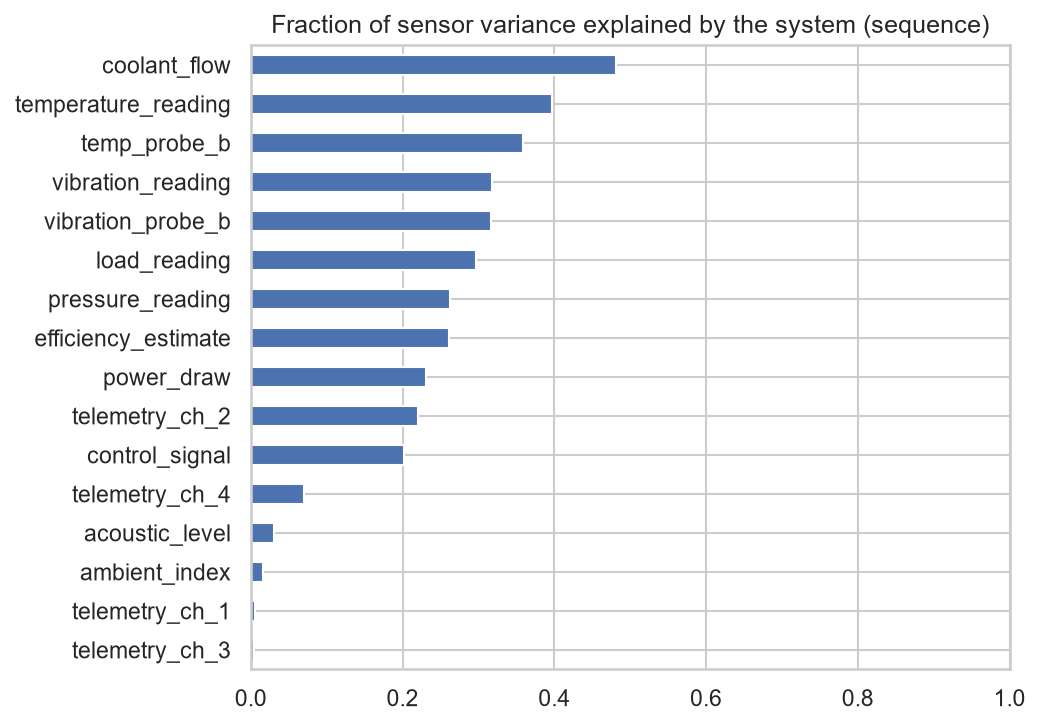 Fraction of sensor variance explained by the system (sequence)
coolant_flow
temperature_reading
temp_probe_b
vibration_reading
vibration_probe_b
load_reading
pressure_reading
efficiency_estimate
power_draw
telemetry_ch_2
control_signal
telemetry_ch_4
acoustic_level
ambient_index
telemetry_ch_1
telemetry_ch_3
0.0 0.2 0.4 0.6 0.8 1.0